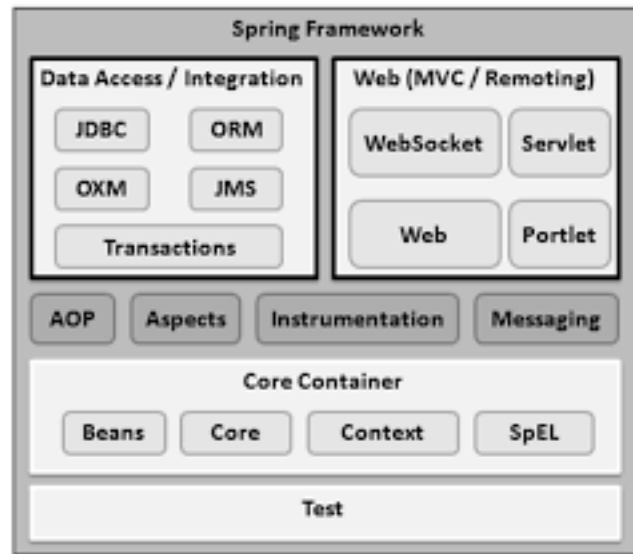 Spring Framework
Data Access / Integration
JDBC
ORM
OXM
JMS
Transactions
Web (MVC / Remoting)
WebSocket
Servlet
Web
Portlet
AOP
Aspects
Instrumentation
Messaging
Core Container
Beans
Core
Context
SpEL
Test